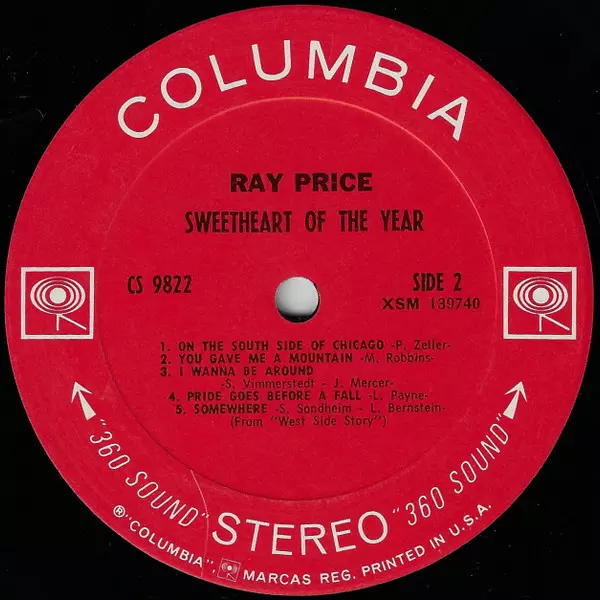 COLUMBIA
RAY PRICE
SWEETHEART OF THE YEAR
CS 9822
SIDE 2
XSM 139740
1. ON THE SOUTH SIDE OF CHICAGO -P. Zeller-
2. YOU GAVE ME A MOUNTAIN -M. Robbins-
3. I WANNA BE AROUND
-S. Vimmerstedt - J. Mercer-
4. PRIDE GOES BEFORE A FALL -L. Payne-
5. SOMEWHERE -S. Sondheim - L. Bernstein-
(From "West Side Story")
"360 SOUND" STEREO "360 SOUND"
®"COLUMBIA", MARCAS REG. PRINTED IN U.S.A.